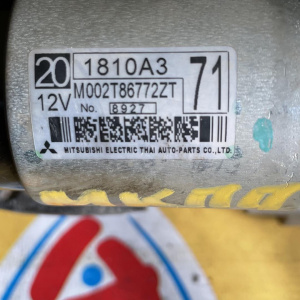 20 1810A3 71
12V M002T86772ZT
No. 8927
MITSUBISHI ELECTRIC THAI AUTO-PARTS CO.,LTD.